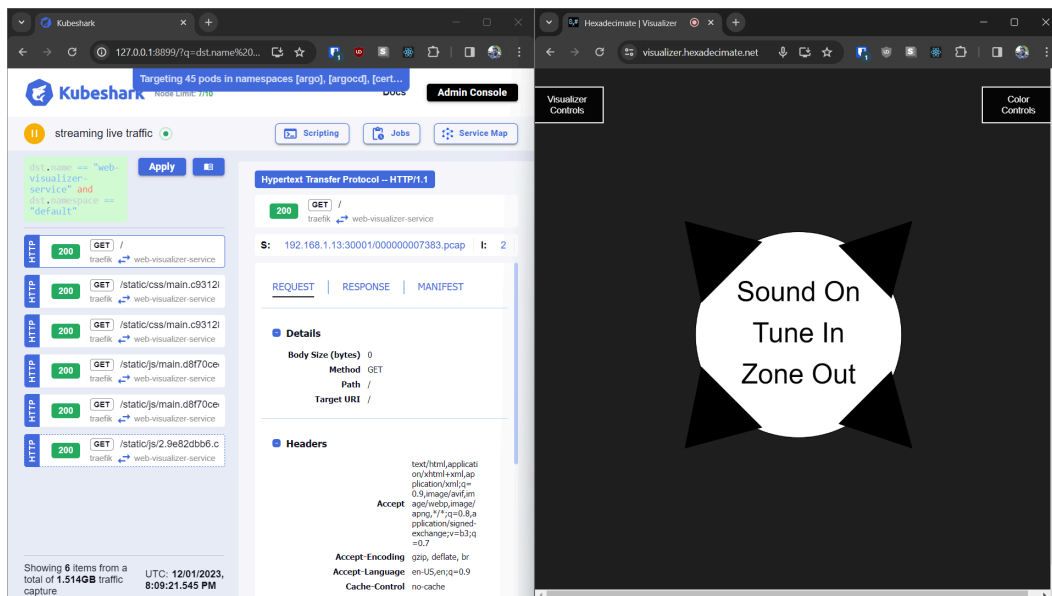 Kubeshark
127.0.0.1:8899/?q=dst.name%20...
Targeting 45 pods in namespaces [argo], [argocd], [cert...
Kubeshark
Node Limit: 7/10
Docs
Admin Console
streaming live traffic
Scripting
Jobs
Service Map
dst.name == "web-
visualizer-
service" and
dst.namespace ==
"default"
Apply
HTTP
200
GET /
traefik web-visualizer-service
HTTP
200
GET /static/css/main.c9312
traefik web-visualizer-service
HTTP
200
GET /static/css/main.c9312
traefik web-visualizer-service
HTTP
200
GET /static/js/main.d8f70ce
traefik web-visualizer-service
HTTP
200
GET /static/js/main.d8f70ce
traefik web-visualizer-service
HTTP
200
GET /static/js/2.9e82dbb6.c
traefik web-visualizer-service
Showing 6 items from a
total of 1.514GB traffic
capture
UTC: 12/01/2023,
8:09:21.545 PM
Hypertext Transfer Protocol -- HTTP/1.1
200
GET /
traefik web-visualizer-service
S: 192.168.1.13:30001/000000007383.pcap I: 2
REQUEST RESPONSE MANIFEST
Details
Body Size (bytes) 0
Method GET
Path /
Target URI /
Headers
Accept
text/html,applicati
on/xhtml+xml,ap
plication/xml;q=
0.9,image/avif,im
age/webp,image/
apng,*/*;q=0.8,a
pplication/signed-
exchange;v=b3;q
=0.7
Accept-Encoding gzip, deflate, br
Accept-Language en-US,en;q=0.9
Cache-Control no-cache
Hexadecimate | Visualizer
visualizer.hexadecimate.net
Visualizer
Controls
Color
Controls
Sound On
Tune In
Zone Out